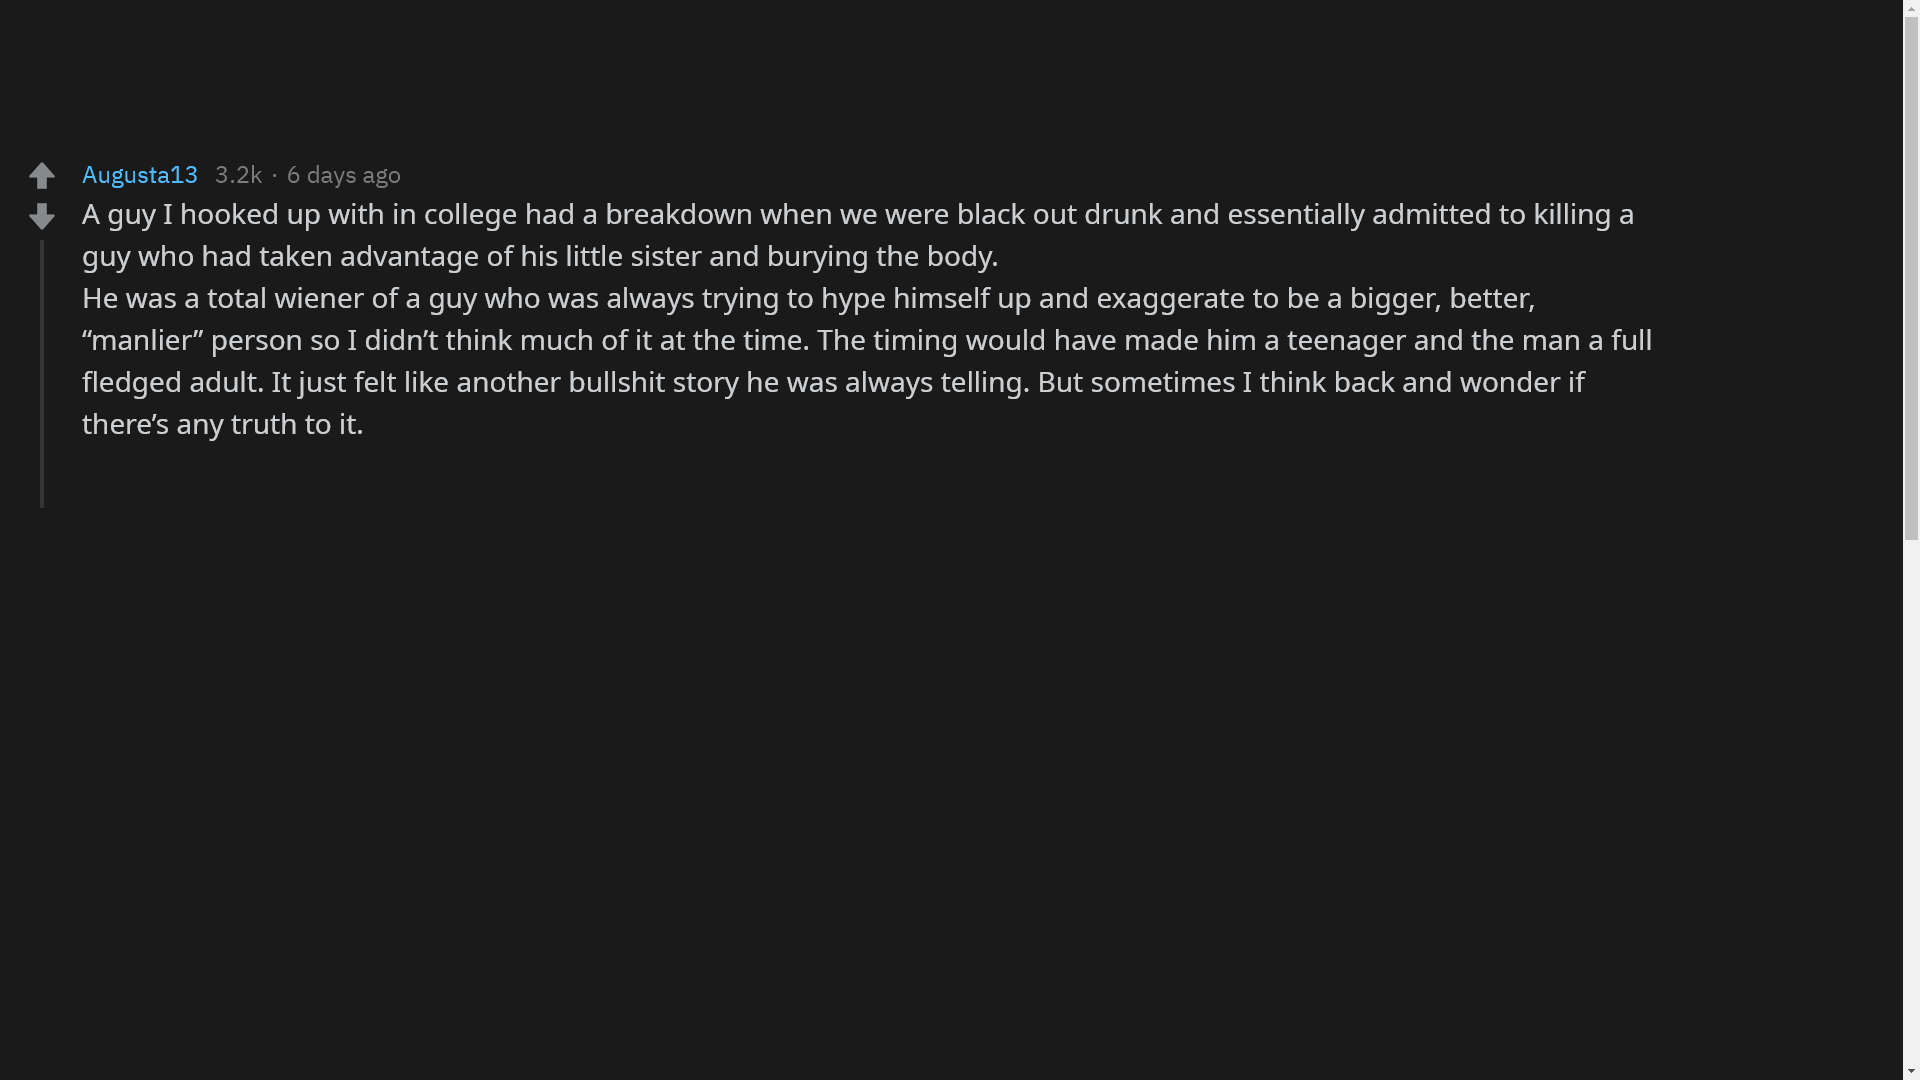 Augusta13 3.2k · 6 days ago
A guy I hooked up with in college had a breakdown when we were black out drunk and essentially admitted to killing a
guy who had taken advantage of his little sister and burying the body.
He was a total wiener of a guy who was always trying to hype himself up and exaggerate to be a bigger, better,
“manlier” person so I didn’t think much of it at the time. The timing would have made him a teenager and the man a full
fledged adult. It just felt like another bullshit story he was always telling. But sometimes I think back and wonder if
there’s any truth to it.